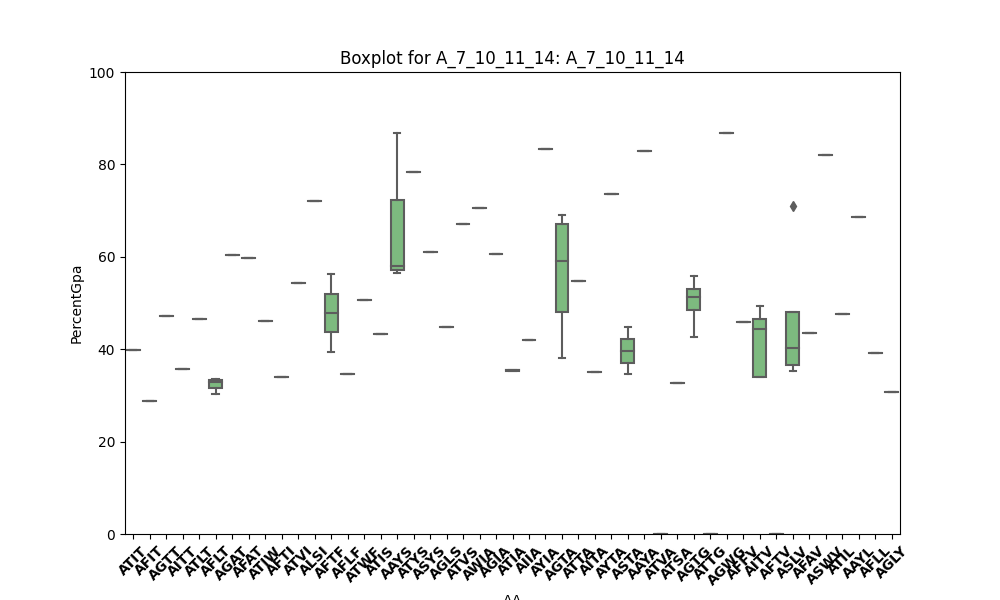 Boxplot for A_7_10_11_14: A_7_10_11_14
PercentGpa
100
80
60
40
20
0
ATIT
AFIT
AGTT
AITT
ATLT
AFLT
AGAT
AFAT
ATIW
AFTI
ATVI
ALSI
AFTF
AFLF
ATWF
ATIS
AAYS
ATYS
ASYS
AGLS
ATVS
AWIA
AGIA
ATIA
AIIA
AYIA
AGTA
ATTA
AITA
AYTA
ASTA
AAYA
ATVA
ATSA
ATTG
AGWG
AFFV
AITV
AFTV
ASLV
AFAV
ATIL
AAYL
AFLL
AGLY
AA